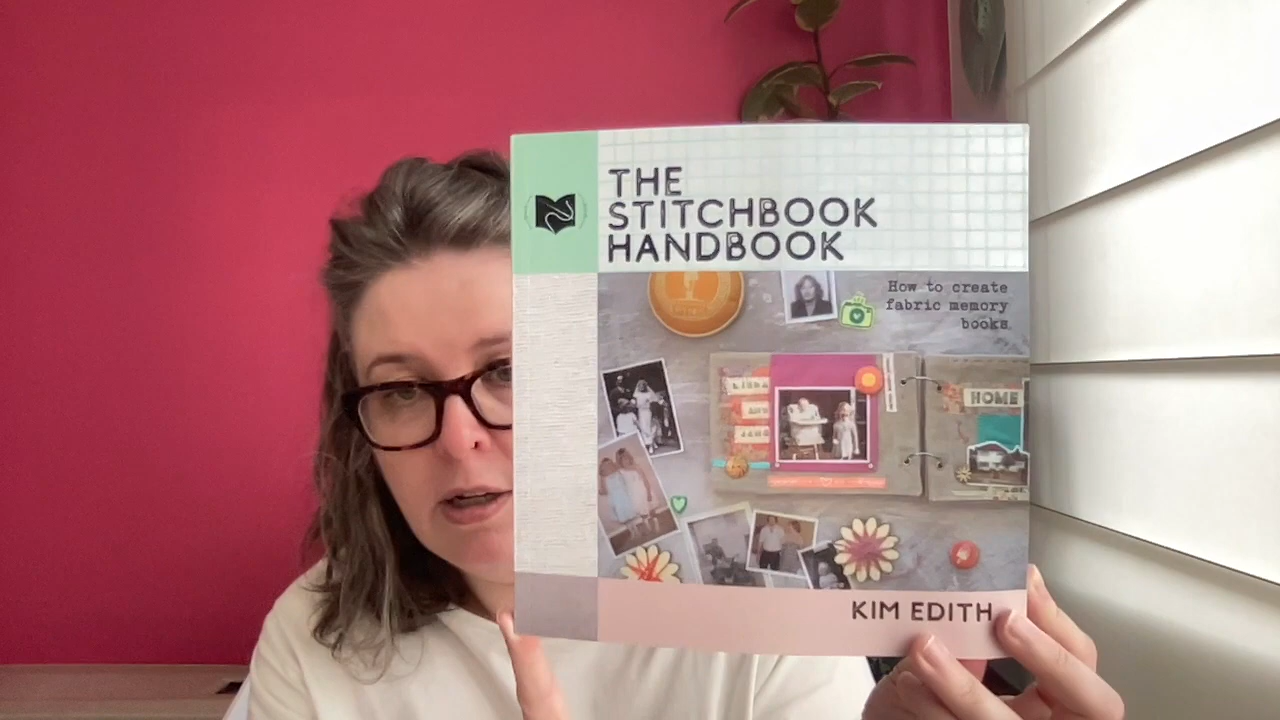 THE
STITCHBOOK
HANDBOOK
How to create
fabric memory
books
HOME
KIM EDITH